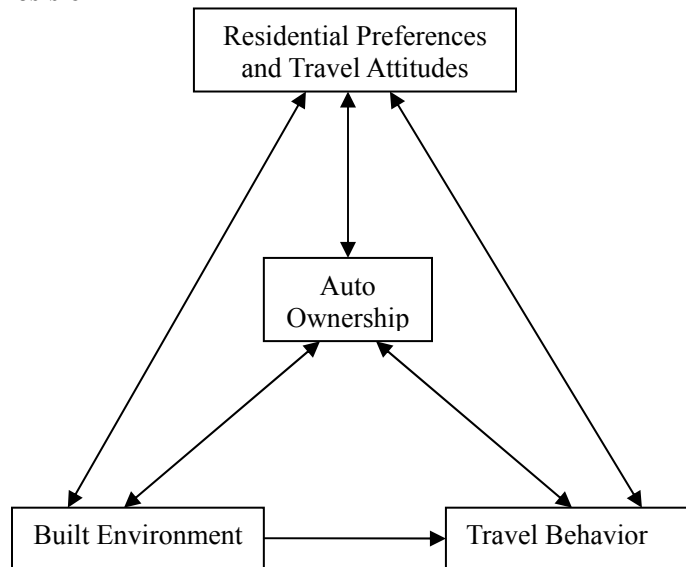 Residential Preferences
and Travel Attitudes
Auto
Ownership
Built Environment
Travel Behavior